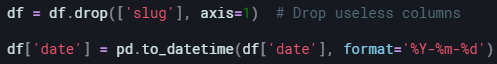 df = df.drop(['slug'], axis=1)  # Drop useless columns
df['date'] = pd.to_datetime(df['date'], format='%Y-%m-%d')